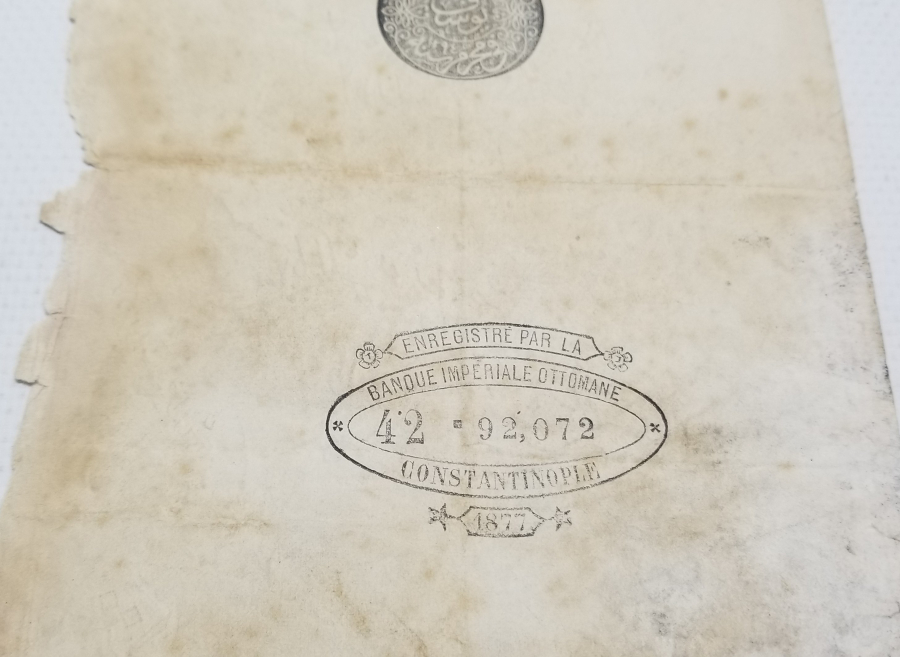 ENREGISTRÉ PAR LA
BANQUE IMPÉRIALE OTTOMANE
42 = 92,072
CONSTANTINOPLE
1877